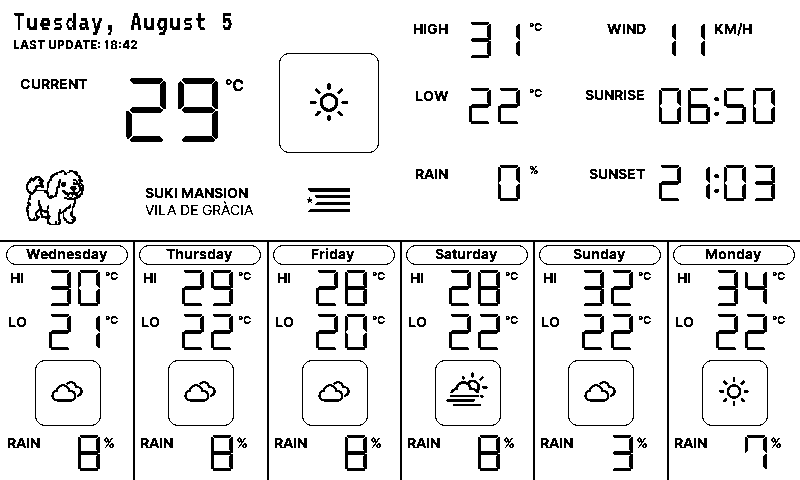 Tuesday, August 5
LAST UPDATE: 18:42
CURRENT 29 °C
SUKI MANSION
VILA DE GRÀCIA
HIGH 31 °C
LOW 22 °C
RAIN 0 %
WIND 11 KM/H
SUNRISE 06:50
SUNSET 21:03
Wednesday
HI 30 °C
LO 21 °C
RAIN 8 %
Thursday
HI 29 °C
LO 22 °C
RAIN 8 %
Friday
HI 28 °C
LO 20 °C
RAIN 8 %
Saturday
HI 28 °C
LO 22 °C
RAIN 8 %
Sunday
HI 32 °C
LO 22 °C
RAIN 3 %
Monday
HI 34 °C
LO 22 °C
RAIN 7 %